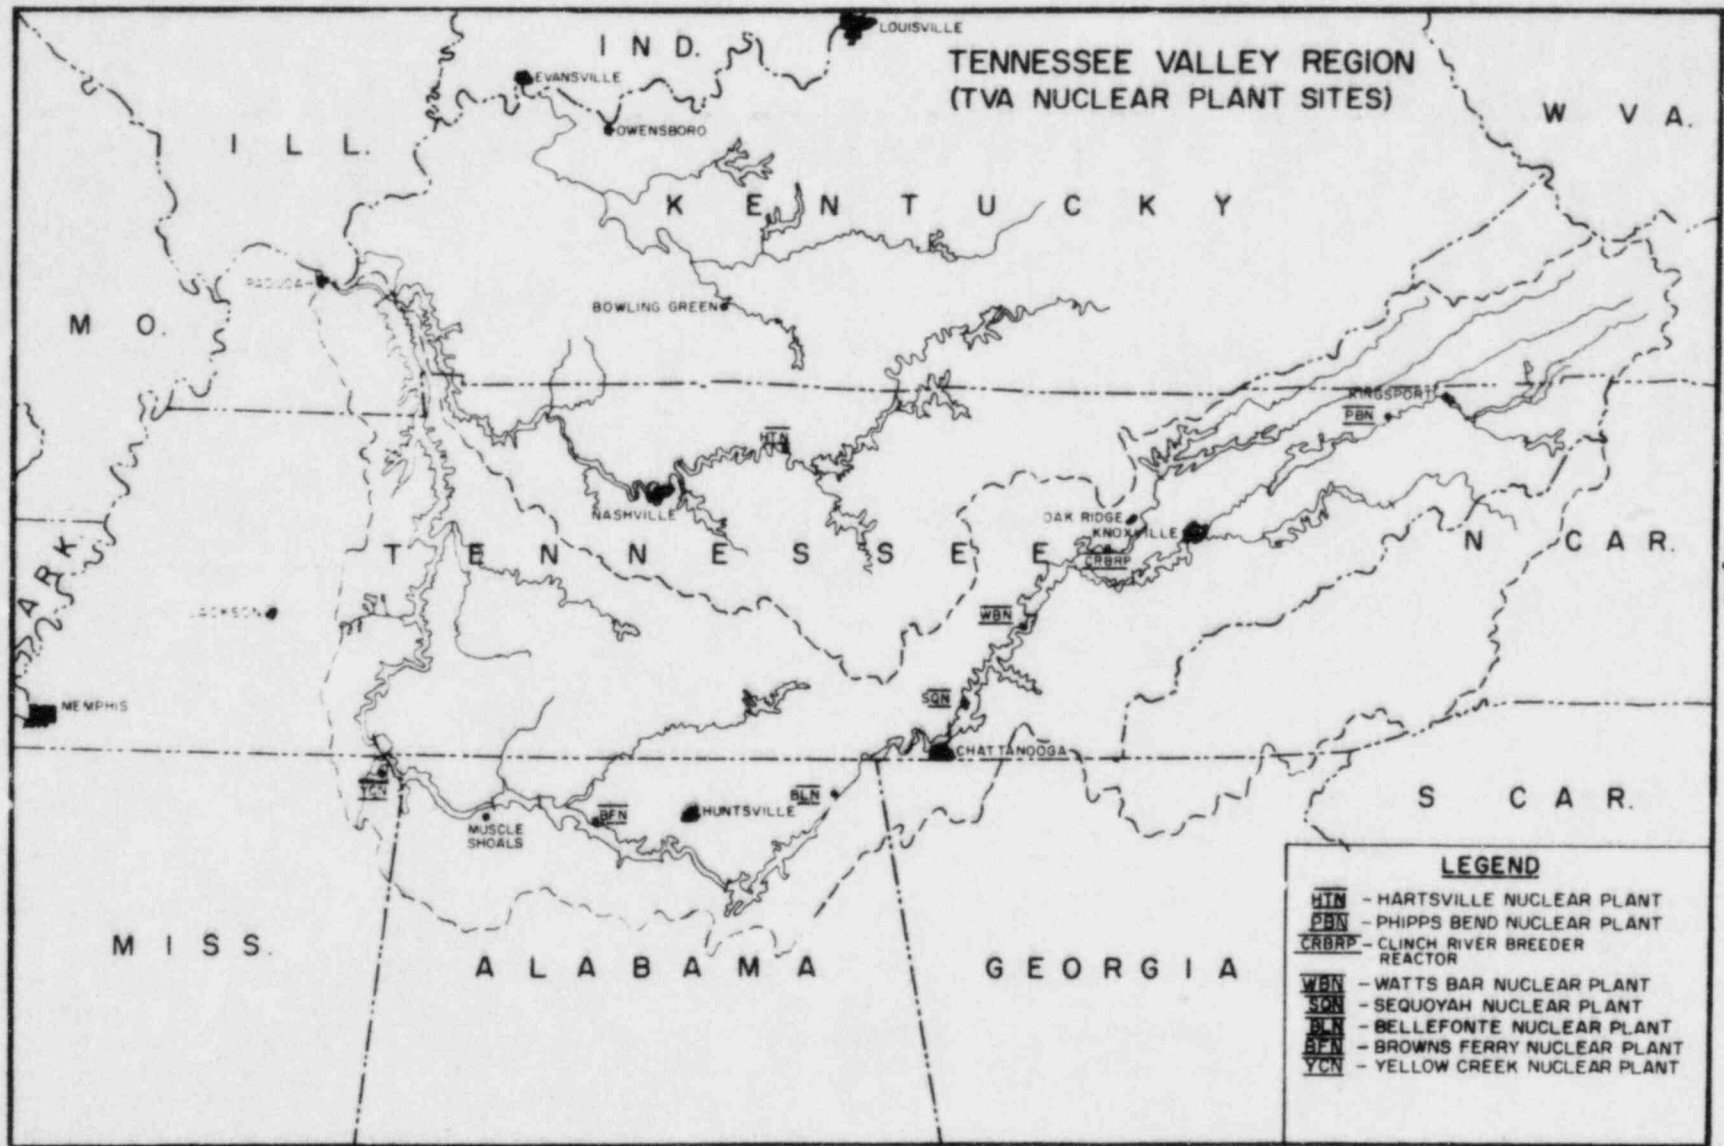 LOUISVILLE
IND.
TENNESSEE VALLEY REGION
(TVA NUCLEAR PLANT SITES)
EVANSVILLE
W VA.
OWENSBORO
ILL.
KENTUCKY
PADUCA
BOWLING GREEN
MO.
KINGSPORT
PBN
HTN
NASHVILLE
OAK RIDGE
KNOXVILLE
TENNESSEE
N CAR.
CRBRP
ARK.
JACKSON
WBN
SQN
MEMPHIS
CHATTANOOGA
YCN
BLN
HUNTSVILLE
BFN
MUSCLE
SHOALS
S CAR.
MISS.
ALABAMA
GEORGIA
LEGEND
HTN - HARTSVILLE NUCLEAR PLANT
PBN - PHIPPS BEND NUCLEAR PLANT
CRBRP - CLINCH RIVER BREEDER
REACTOR
WBN - WATTS BAR NUCLEAR PLANT
SQN - SEQUOYAH NUCLEAR PLANT
BLN - BELLEFONTE NUCLEAR PLANT
BFN - BROWNS FERRY NUCLEAR PLANT
YCN - YELLOW CREEK NUCLEAR PLANT